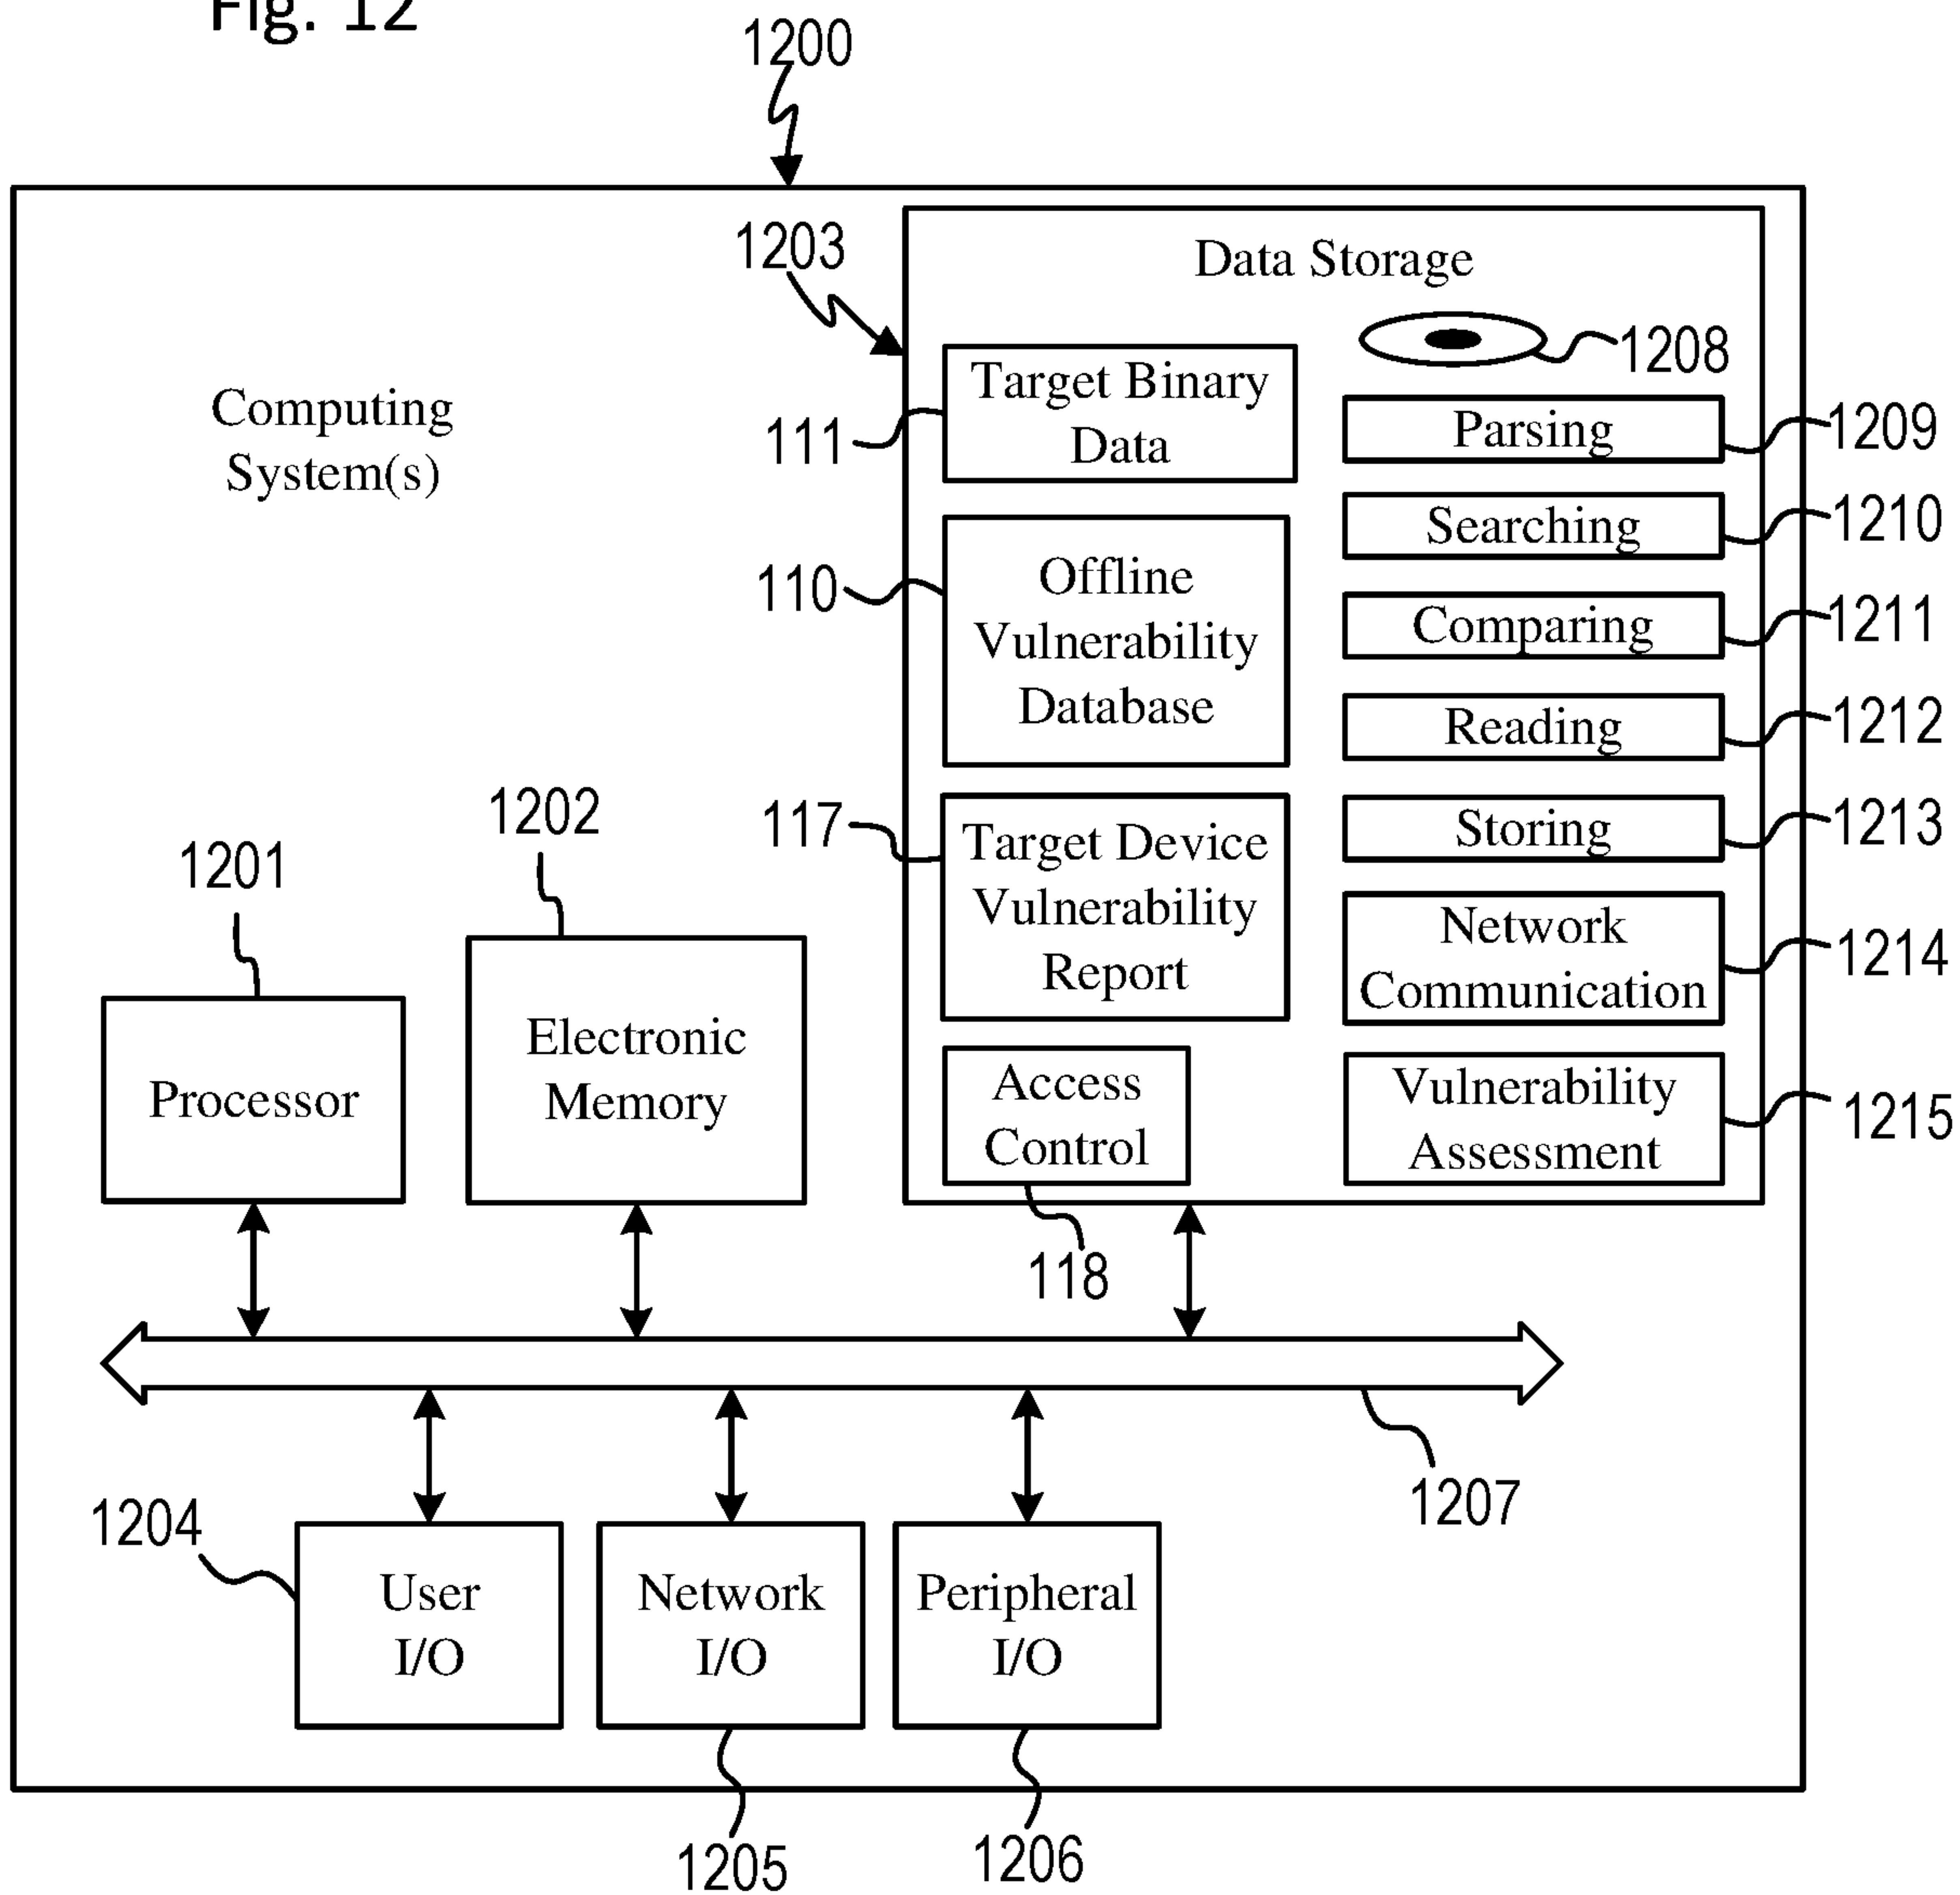 Fig. 12
1200
1203
Data Storage
1208
Computing
System(s)
111
Target Binary
Data
Parsing
1209
Searching
1210
110
Offline
Vulnerability
Database
Comparing
1211
Reading
1212
117
Target Device
Vulnerability
Report
Storing
1213
Network
Communication
1214
1201
Processor
1202
Electronic
Memory
Access
Control
118
Vulnerability
Assessment
1215
1207
1204
User
I/O
Network
I/O
Peripheral
I/O
1205
1206